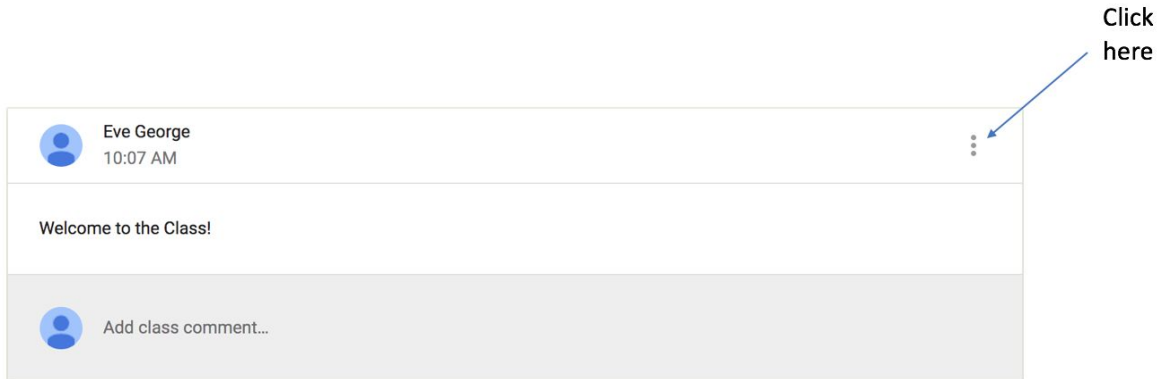 Click
here
Eve George
10:07 AM
Welcome to the Class!
Add class comment...